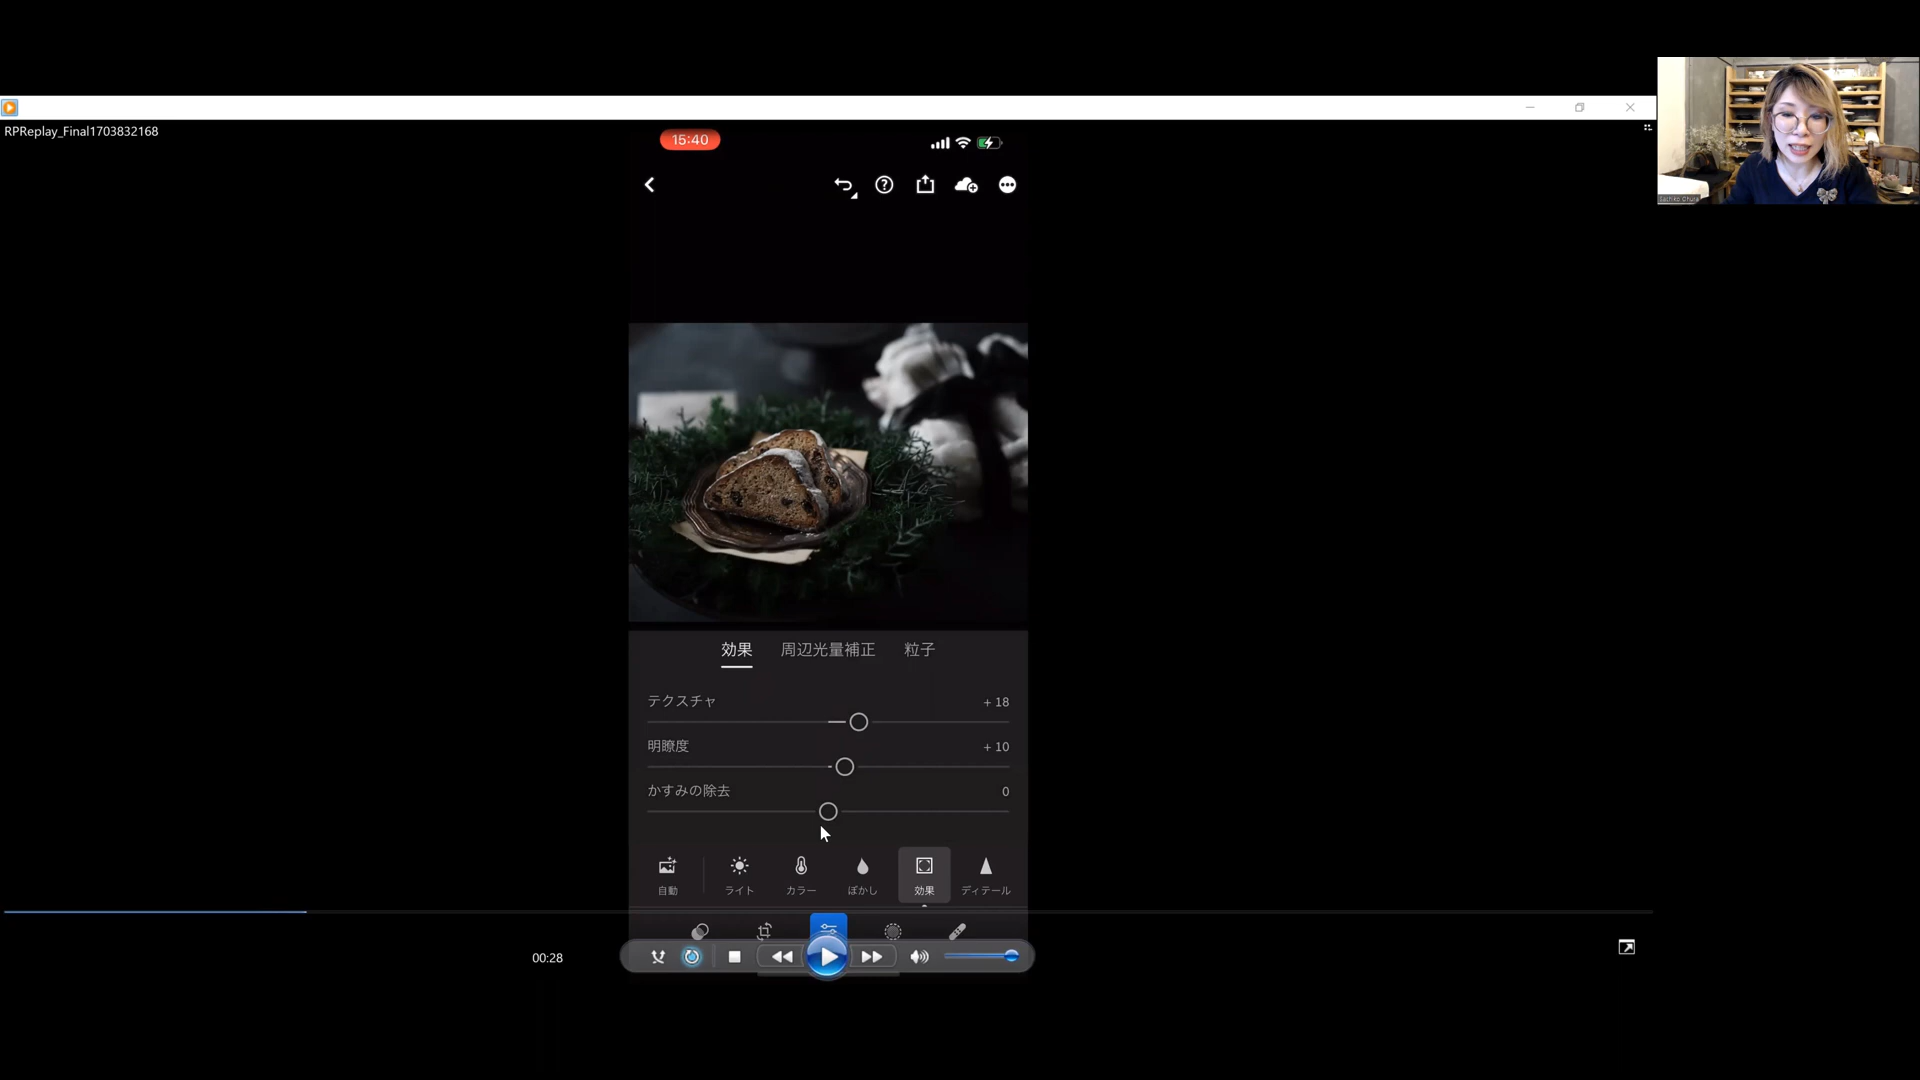 RPReplay_Final1703832168
15:40
Sachiko Ohura
効果 周辺光量補正 粒子
テクスチャ + 18
明瞭度 + 10
かすみの除去 0
自動 ライト カラー ぼかし 効果 ディテール
00:28